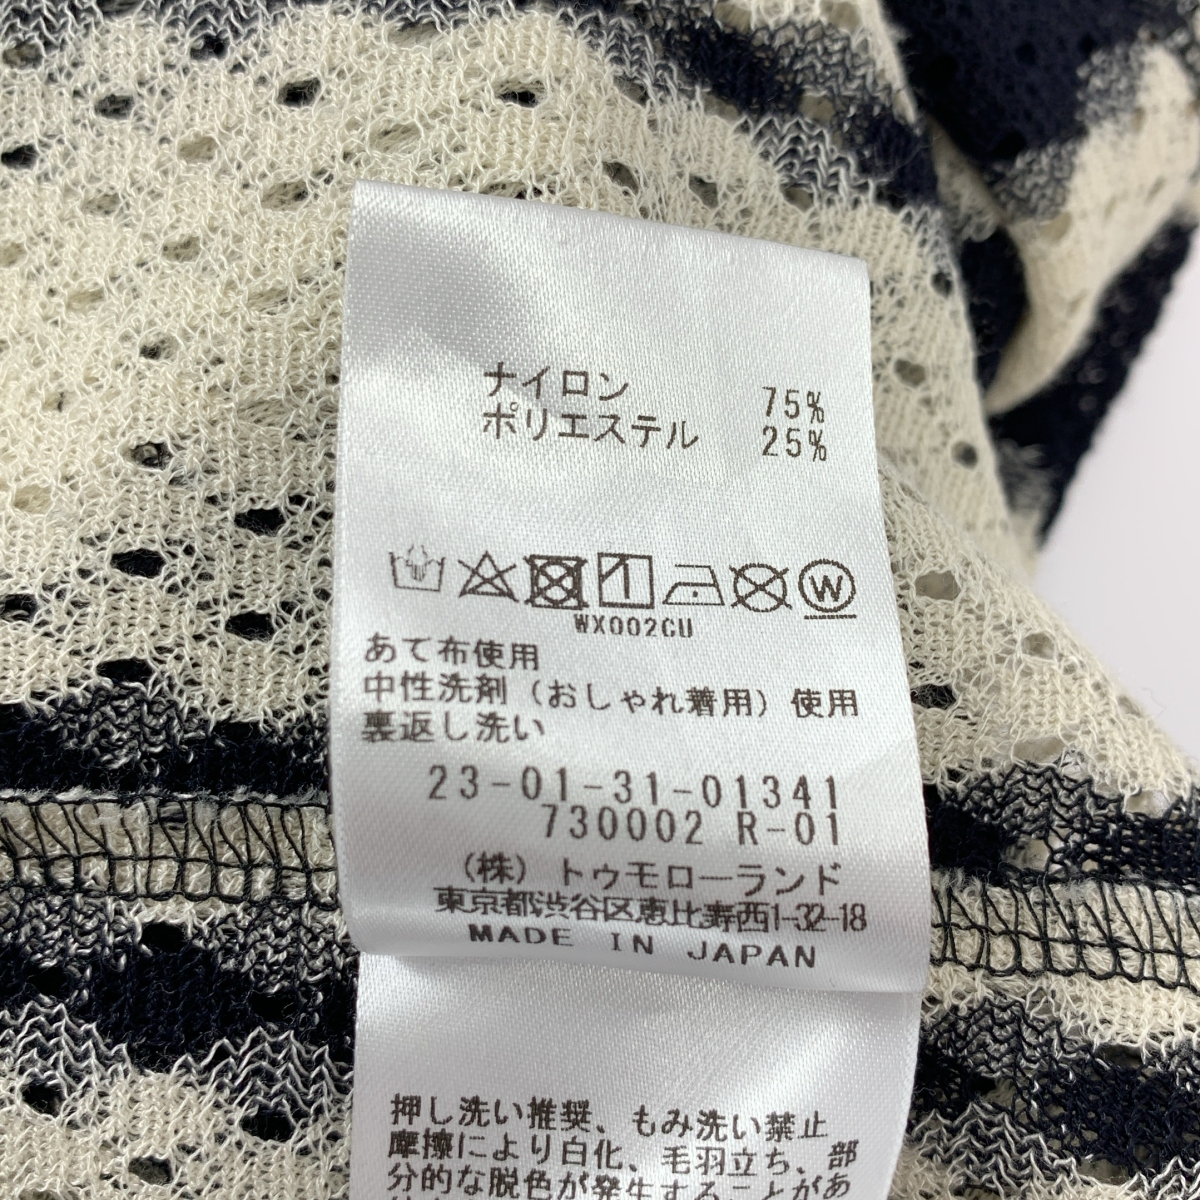 ナイロン 75%
ポリエステル 25%
W
WX002CU
あて布使用
中性洗剤(おしゃれ着用)使用
裏返し洗い
23-01-31-01341
730002 R-01
(株)トゥモローランド
東京都渋谷区恵比寿西1-32-18
MADE IN JAPAN
押し洗い推奨、もみ洗い禁止
摩擦により白化、毛羽立ち、部
分的な脱色が発生することがあ